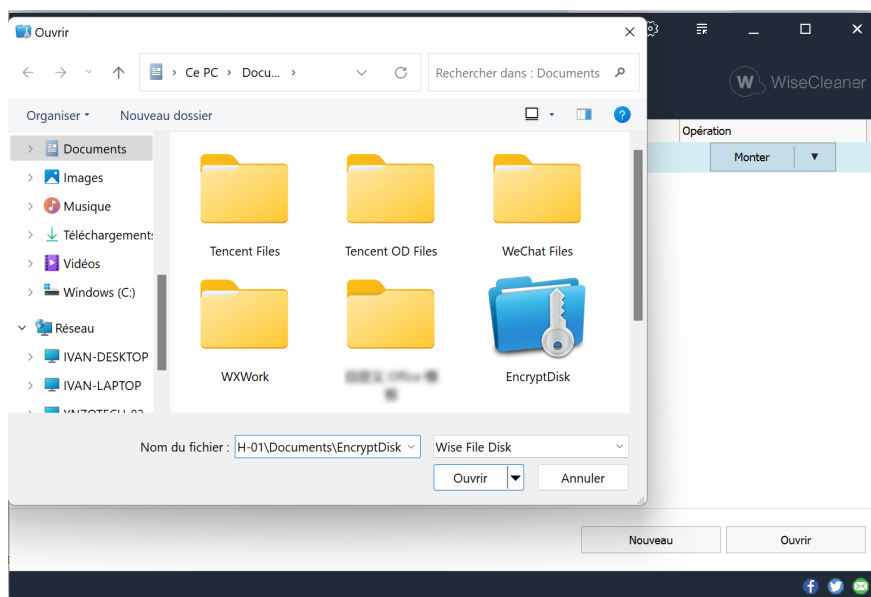 Ouvrir
Ce PC
Docu...
Rechercher dans : Documents
W WiseCleaner
Organiser
Nouveau dossier
Opération
Documents
Monter
Images
Musique
Téléchargements
Vidéos
Windows (C:)
Réseau
IVAN-DESKTOP
IVAN-LAPTOP
Tencent Files
Tencent OD Files
WeChat Files
WXWork
EncryptDisk
Nom du fichier :
H-01\Documents\EncryptDisk
Wise File Disk
Ouvrir
Annuler
Nouveau
Ouvrir